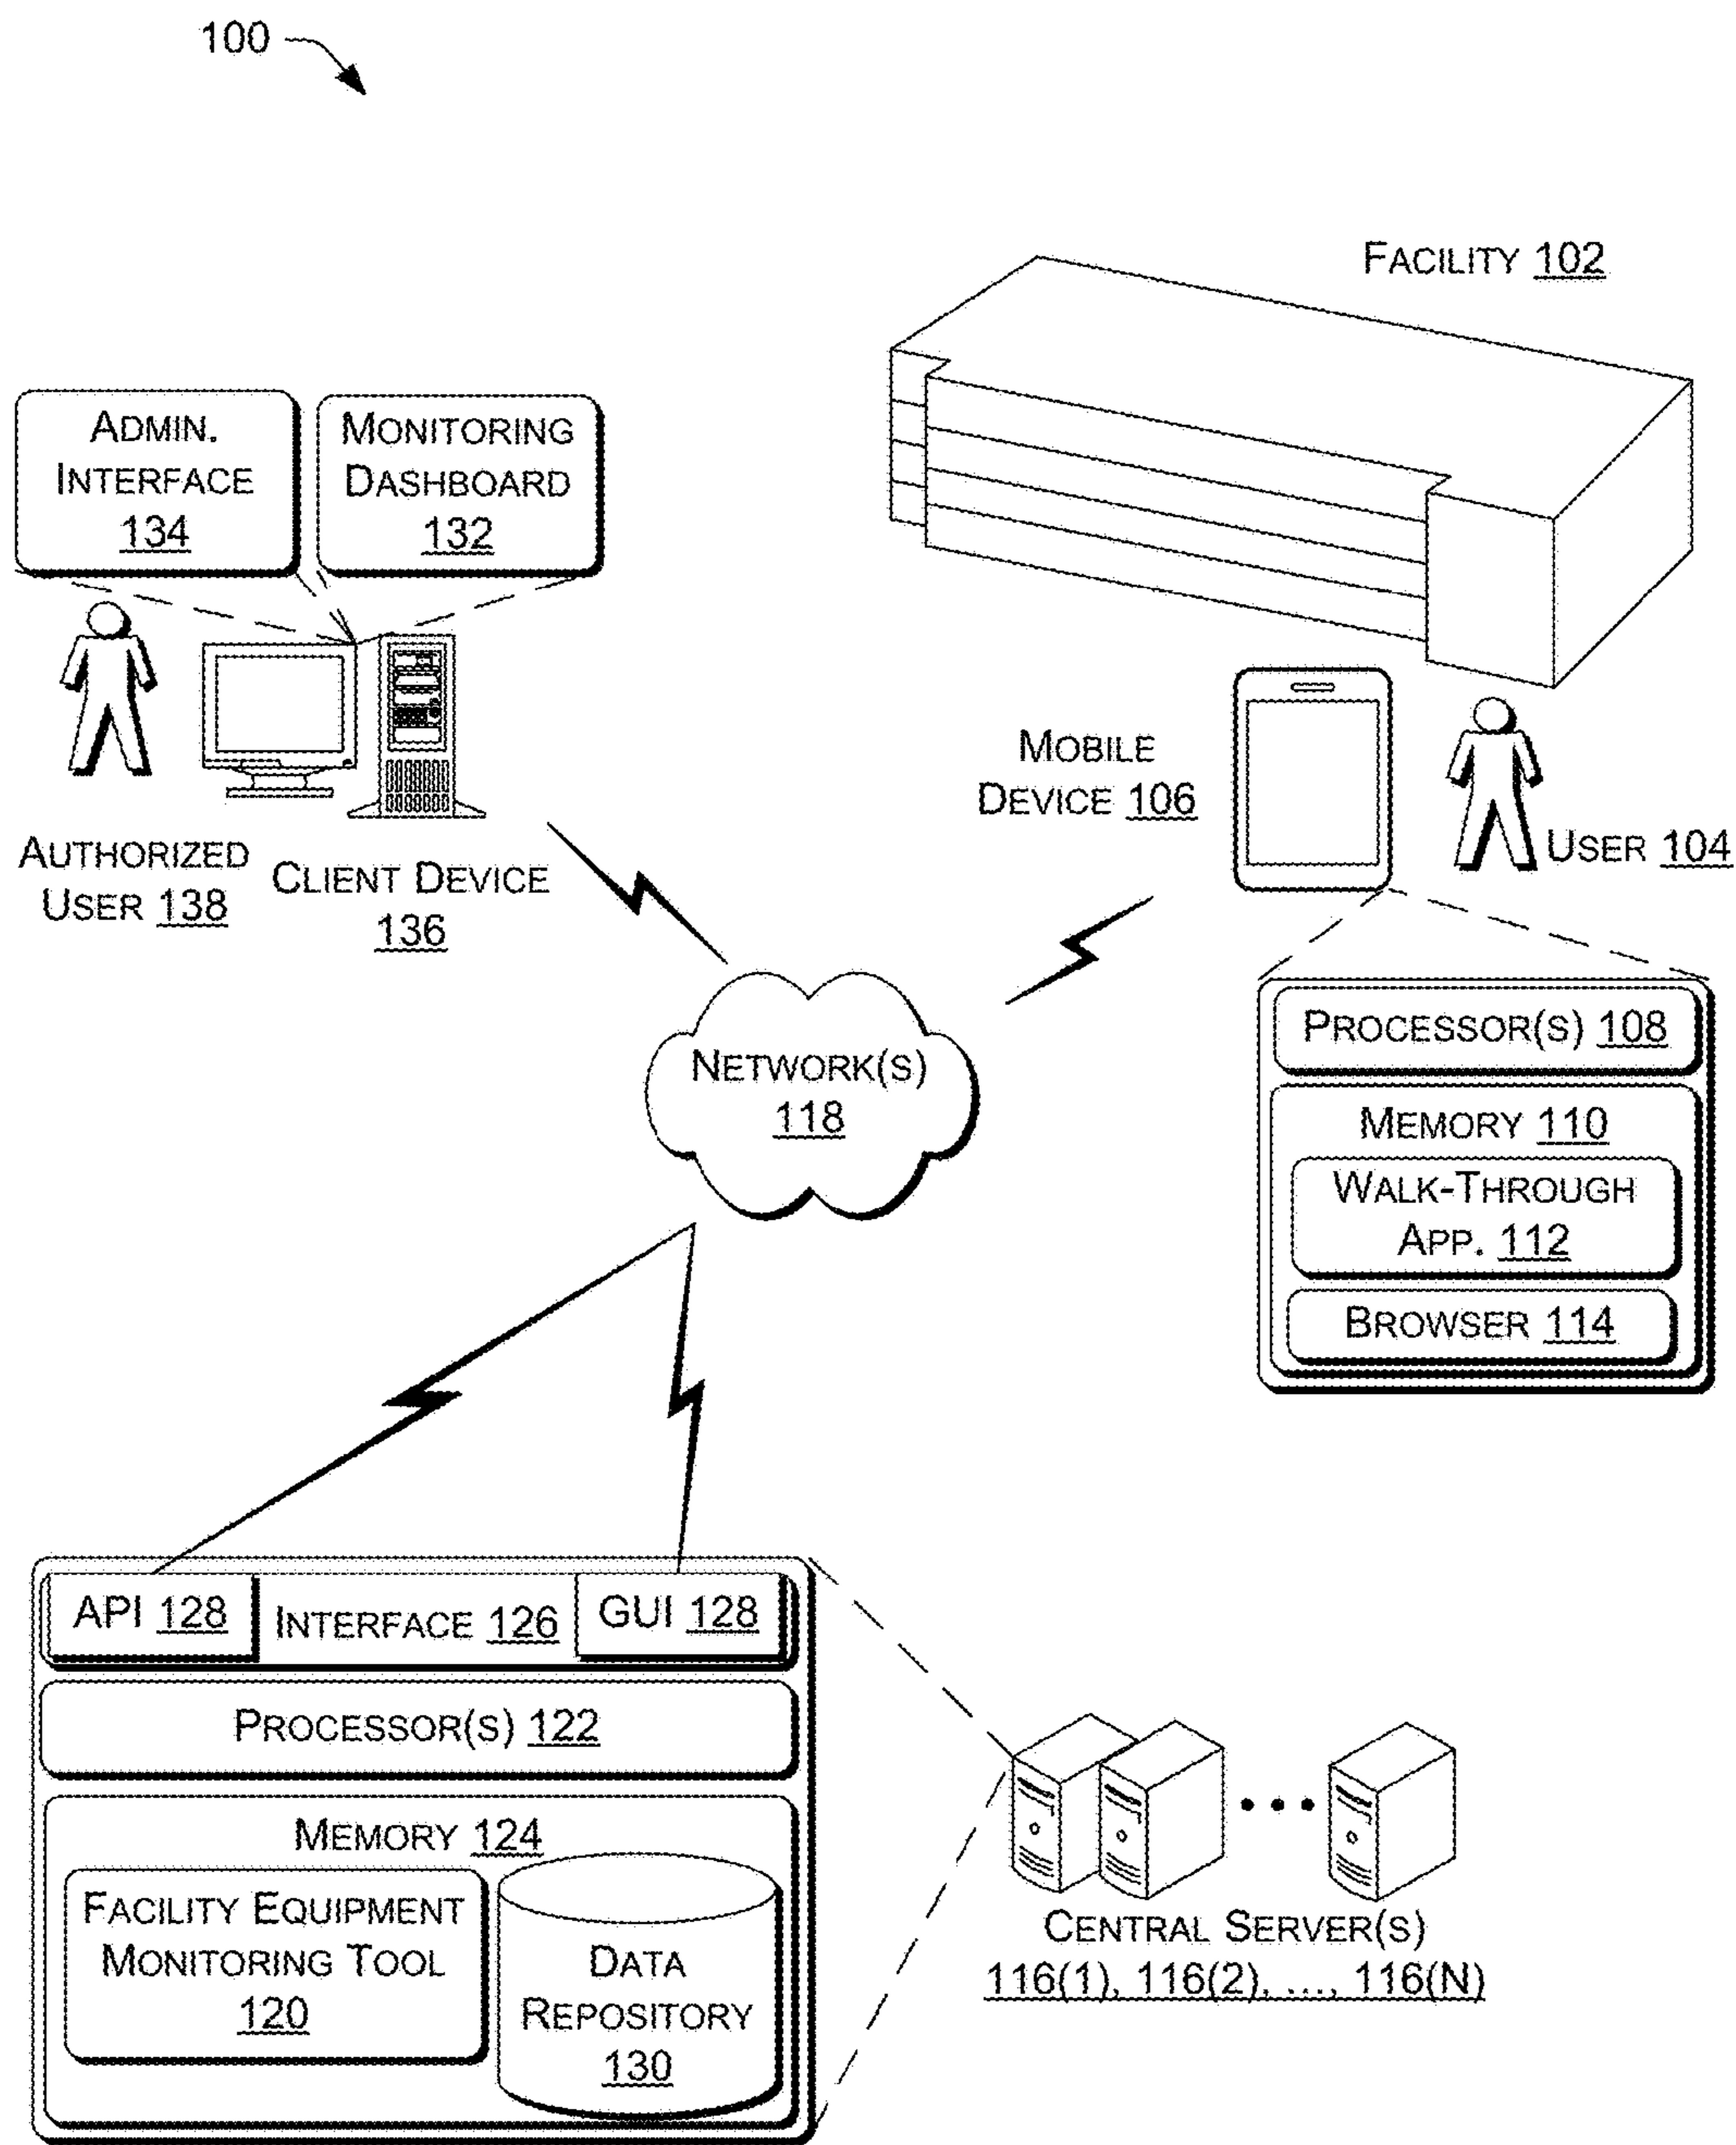 100
FACILITY 102
ADMIN.
INTERFACE
134
MONITORING
DASHBOARD
132
MOBILE
DEVICE 106
USER 104
AUTHORIZED
USER 138
CLIENT DEVICE
136
NETWORK(S)
118
PROCESSOR(S) 108
MEMORY 110
WALK-THROUGH
APP. 112
BROWSER 114
API 128
INTERFACE 126
GUI 128
PROCESSOR(S) 122
MEMORY 124
FACILITY EQUIPMENT
MONITORING TOOL
120
DATA
REPOSITORY
130
CENTRAL SERVER(S)
116(1), 116(2), ..., 116(N)